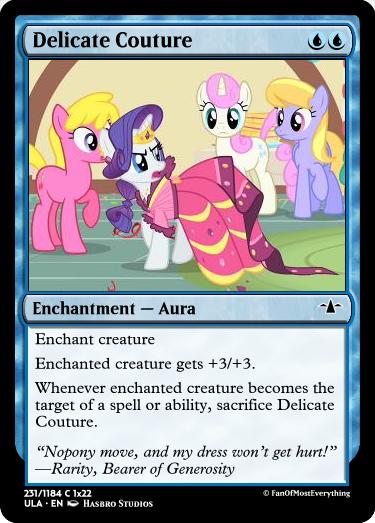 Delicate Couture
Enchantment — Aura
Enchant creature
Enchanted creature gets +3/+3.
Whenever enchanted creature becomes the
target of a spell or ability, sacrifice Delicate
Couture.
“Nopony move, and my dress won’t get hurt!”
—Rarity, Bearer of Generosity
231/1184 C 1x22
ULA • EN Hasbro Studios
© FanOfMostEverything